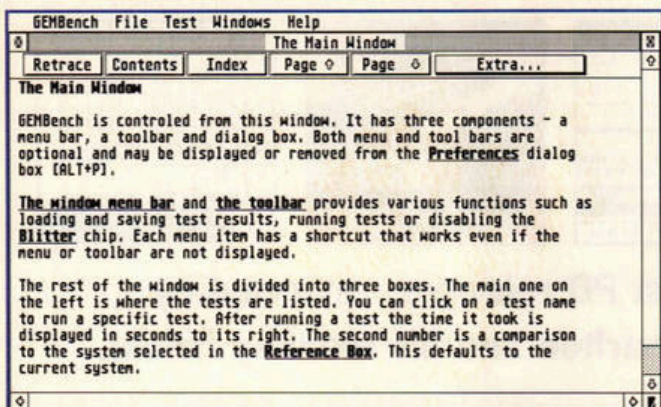 GEMBench File Test Windows Help
The Main Window
Retrace Contents Index Page ⇧ Page ⇩ Extra...
The Main Window
GEMBench is controled from this window. It has three components - a
menu bar, a toolbar and dialog box. Both menu and tool bars are
optional and may be displayed or removed from the Preferences dialog
box [ALT+P].
The window menu bar and the toolbar provides various functions such as
loading and saving test results, running tests or disabling the
Blitter chip. Each menu item has a shortcut that works even if the
menu or toolbar are not displayed.
The rest of the window is divided into three boxes. The main one on
the left is where the tests are listed. You can click on a test name
to run a specific test. After running a test the time it took is
displayed in seconds to its right. The second number is a comparison
to the system selected in the Reference Box. This defaults to the
current system.